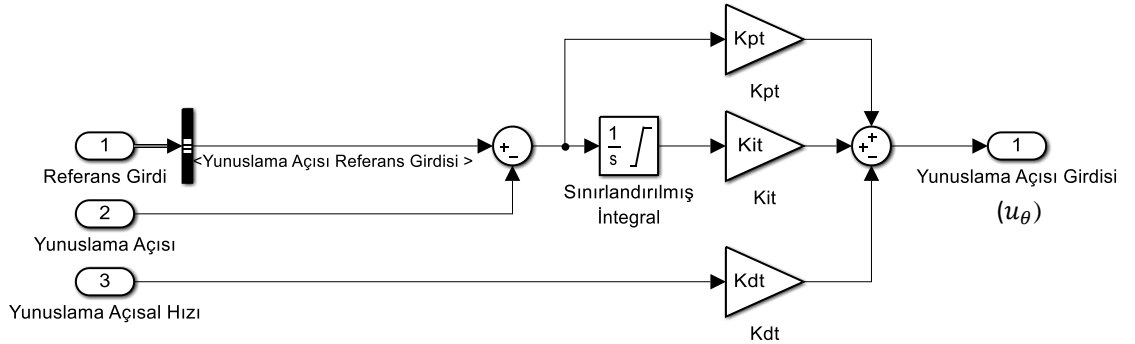 Kpt
Kpt
1
Referans Girdi
<Yunuslama Açısı Referans Girdisi >
+
−
1
s
Sınırlandırılmış
İntegral
Kit
Kit
+
+
−
1
Yunuslama Açısı Girdisi
(uθ)
2
Yunuslama Açısı
3
Yunuslama Açısal Hızı
Kdt
Kdt